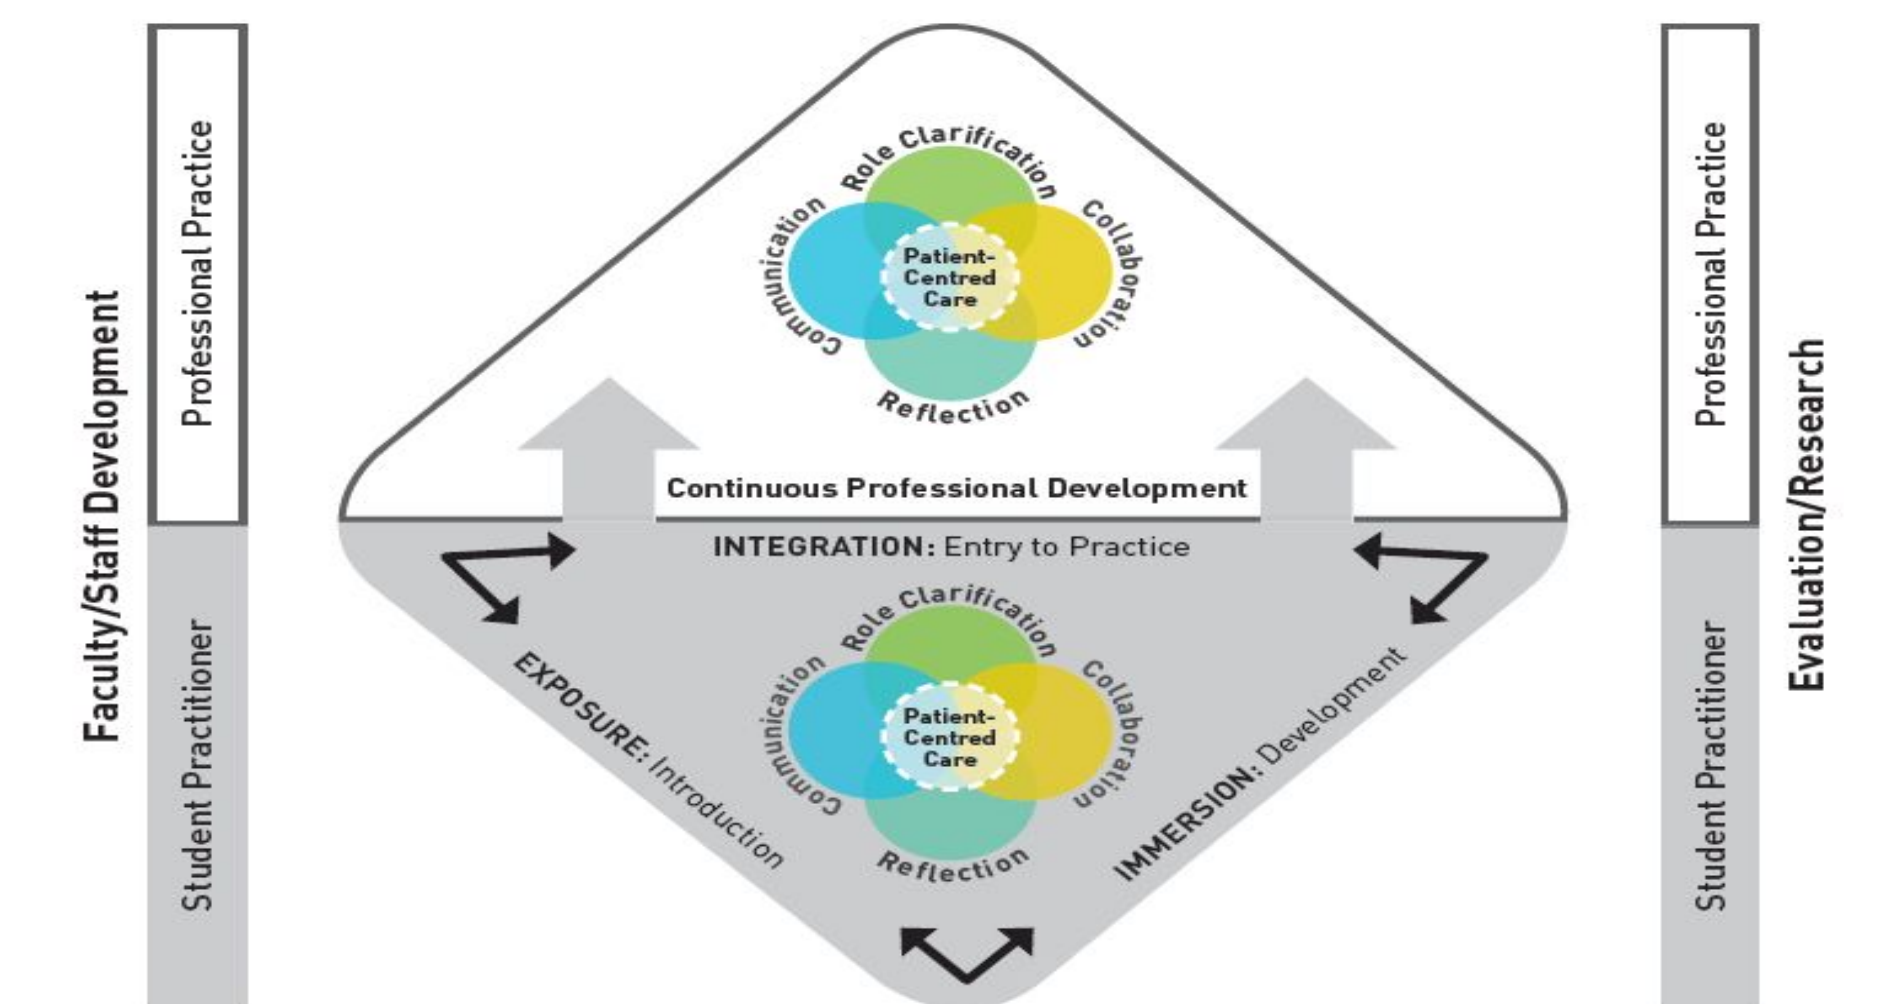 Faculty/Staff Development
Professional Practice
Student Practitioner
Role Clarification
Communication
Collaboration
Patient-
Centred
Care
Reflection
Continuous Professional Development
INTEGRATION: Entry to Practice
EXPOSURE: Introduction
Role Clarification
Communication
Collaboration
Patient-
Centred
Care
Reflection
IMMERSION: Development
Professional Practice
Student Practitioner
Evaluation/Research